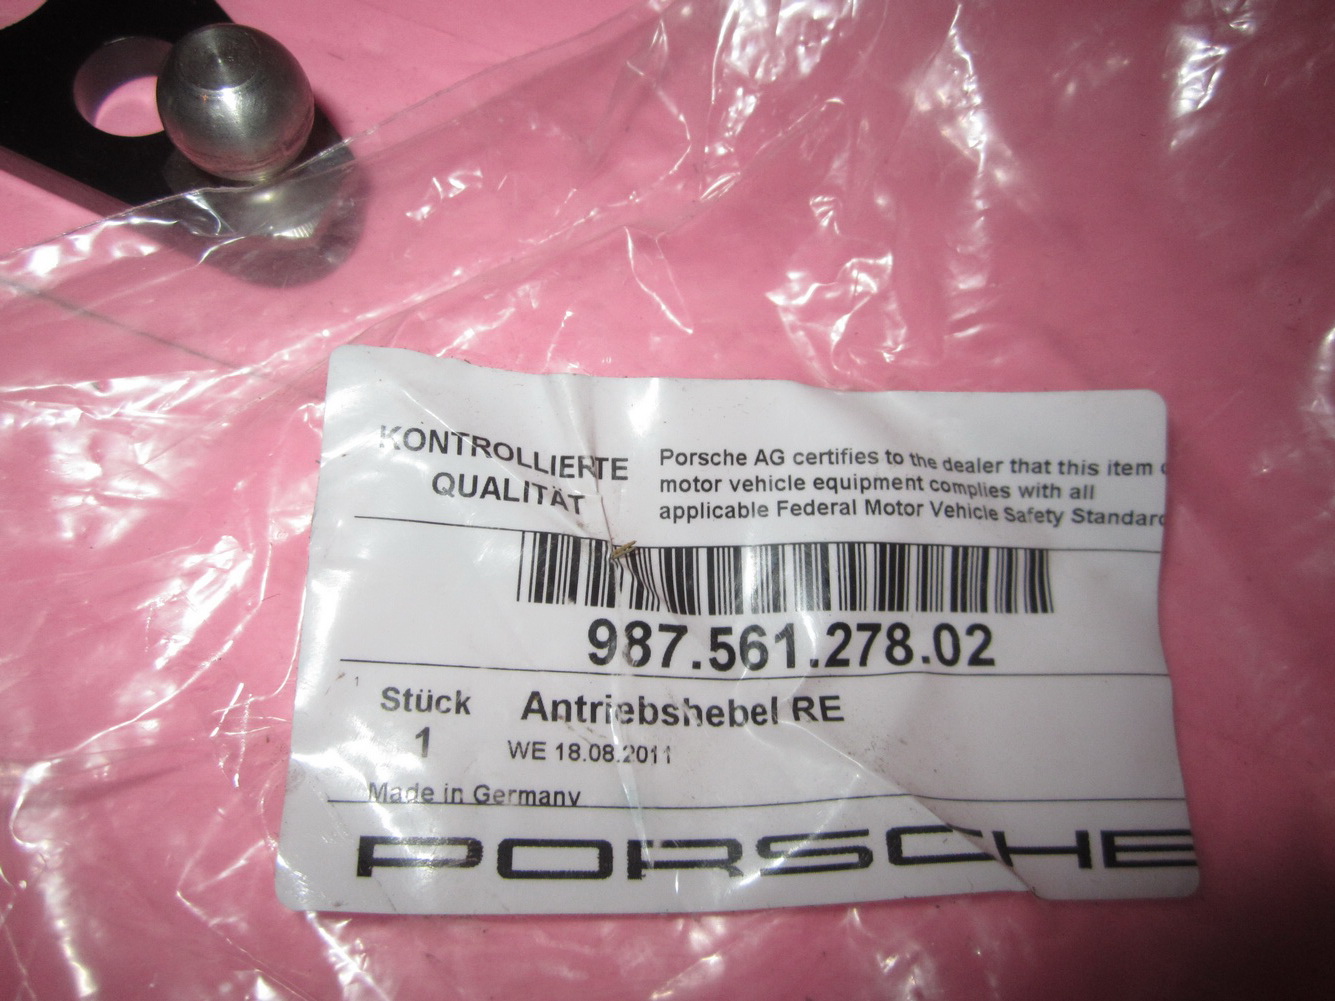 KONTROLLIERTE
QUALITÄT
Porsche AG certifies to the dealer that this item
motor vehicle equipment complies with all
applicable Federal Motor Vehicle Safety Standard
987.561.278.02
Stück
1
Antriebshebel RE
WE 18.08.2011
Made in Germany
PORSCHE